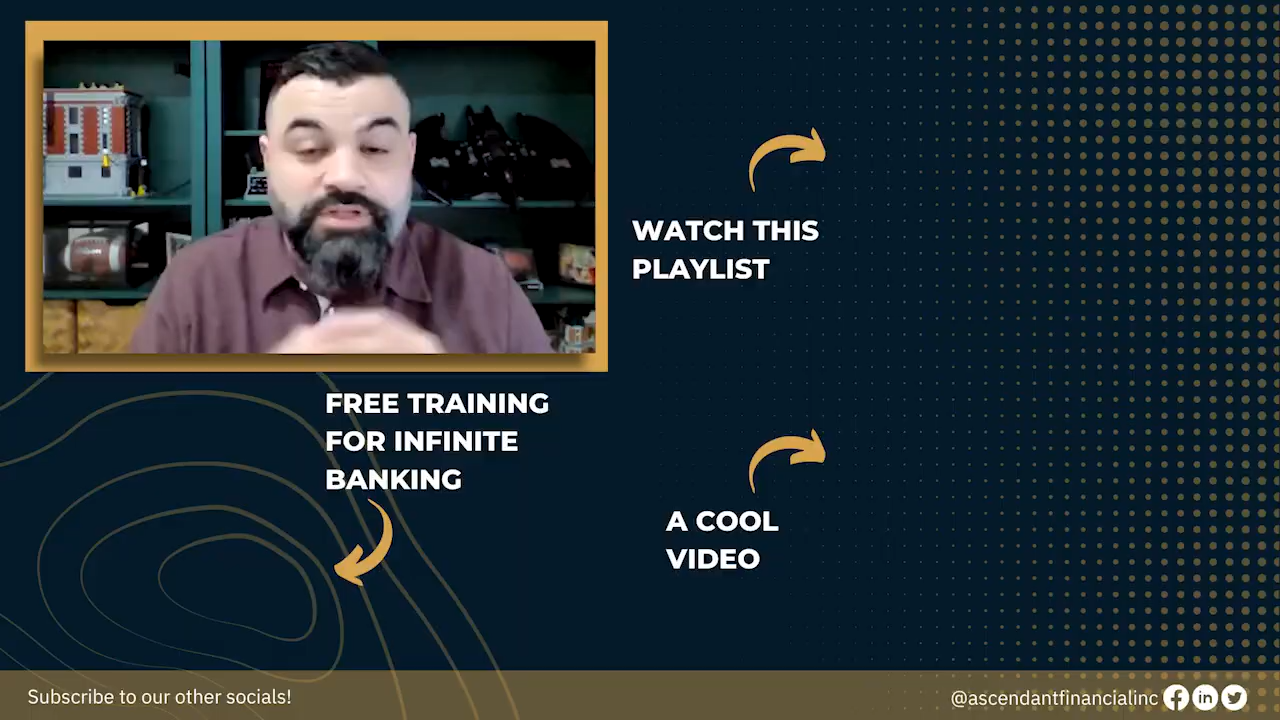 WATCH THIS
PLAYLIST
FREE TRAINING
FOR INFINITE
BANKING
A COOL
VIDEO
Subscribe to our other socials!
@ascendantfinancialinc